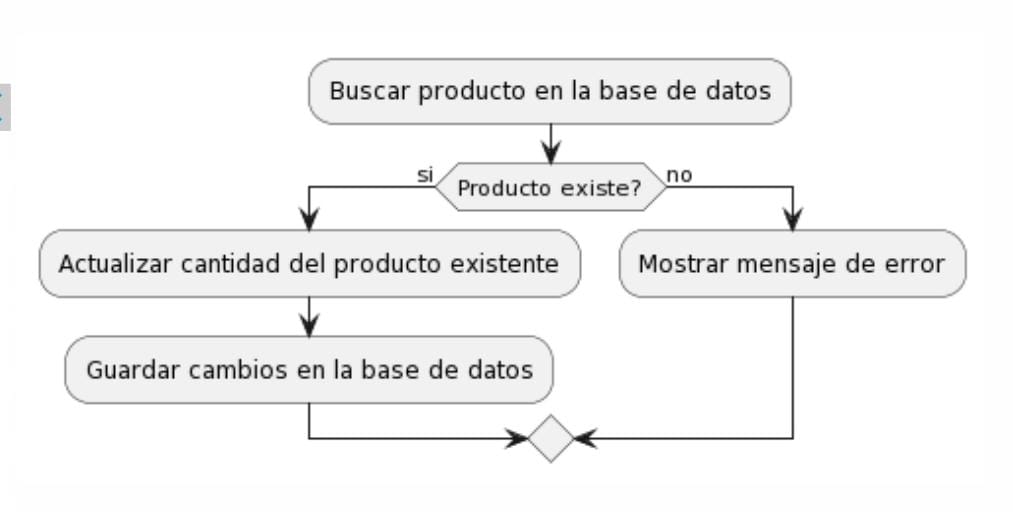 Buscar producto en la base de datos
si
Producto existe?
no
Actualizar cantidad del producto existente
Mostrar mensaje de error
Guardar cambios en la base de datos